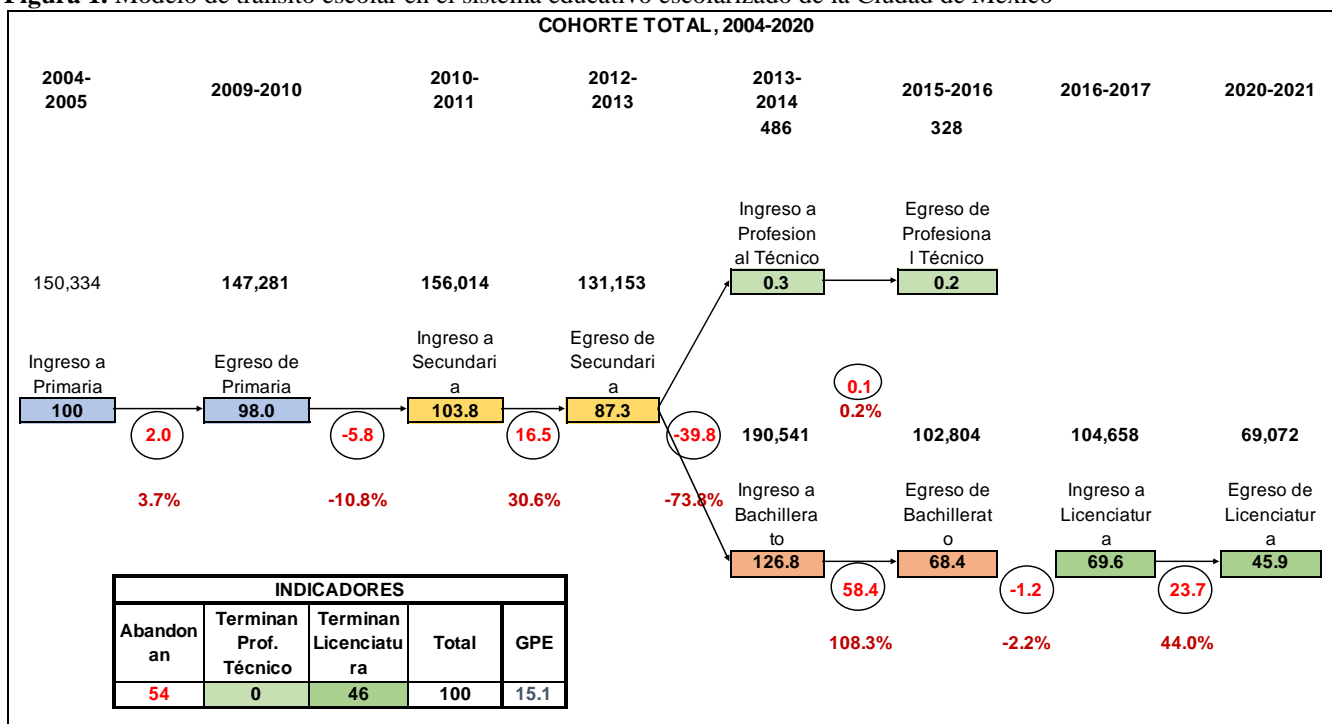 Figura 1. Modelo de tránsito escolar en el sistema educativo escolarizado de la Ciudad de México
COHORTE TOTAL, 2004-2020
2004-
2005
2009-2010
2010-
2011
2012-
2013
2013-
2014
2015-2016
2016-2017
2020-2021
486
328
Ingreso a
Profesion
al Técnico
Egreso de
Profesiona
l Técnico
150,334
147,281
156,014
131,153
0.3
0.2
Ingreso a
Primaria
Egreso de
Primaria
Ingreso a
Secundari
a
Egreso de
Secundari
a
100
98.0
103.8
87.3
0.1
0.2%
2.0
-5.8
16.5
-39.8
190,541
102,804
104,658
69,072
3.7%
-10.8%
30.6%
-73.8%
Ingreso a
Bachillera
to
Egreso de
Bachillerat
o
Ingreso a
Licenciatur
a
Egreso de
Licenciatur
a
126.8
68.4
69.6
45.9
58.4
-1.2
23.7
108.3%
-2.2%
44.0%
INDICADORES
Abandon
an
Terminan
Prof.
Técnico
Terminan
Licenciatu
ra
Total
GPE
54
0
46
100
15.1